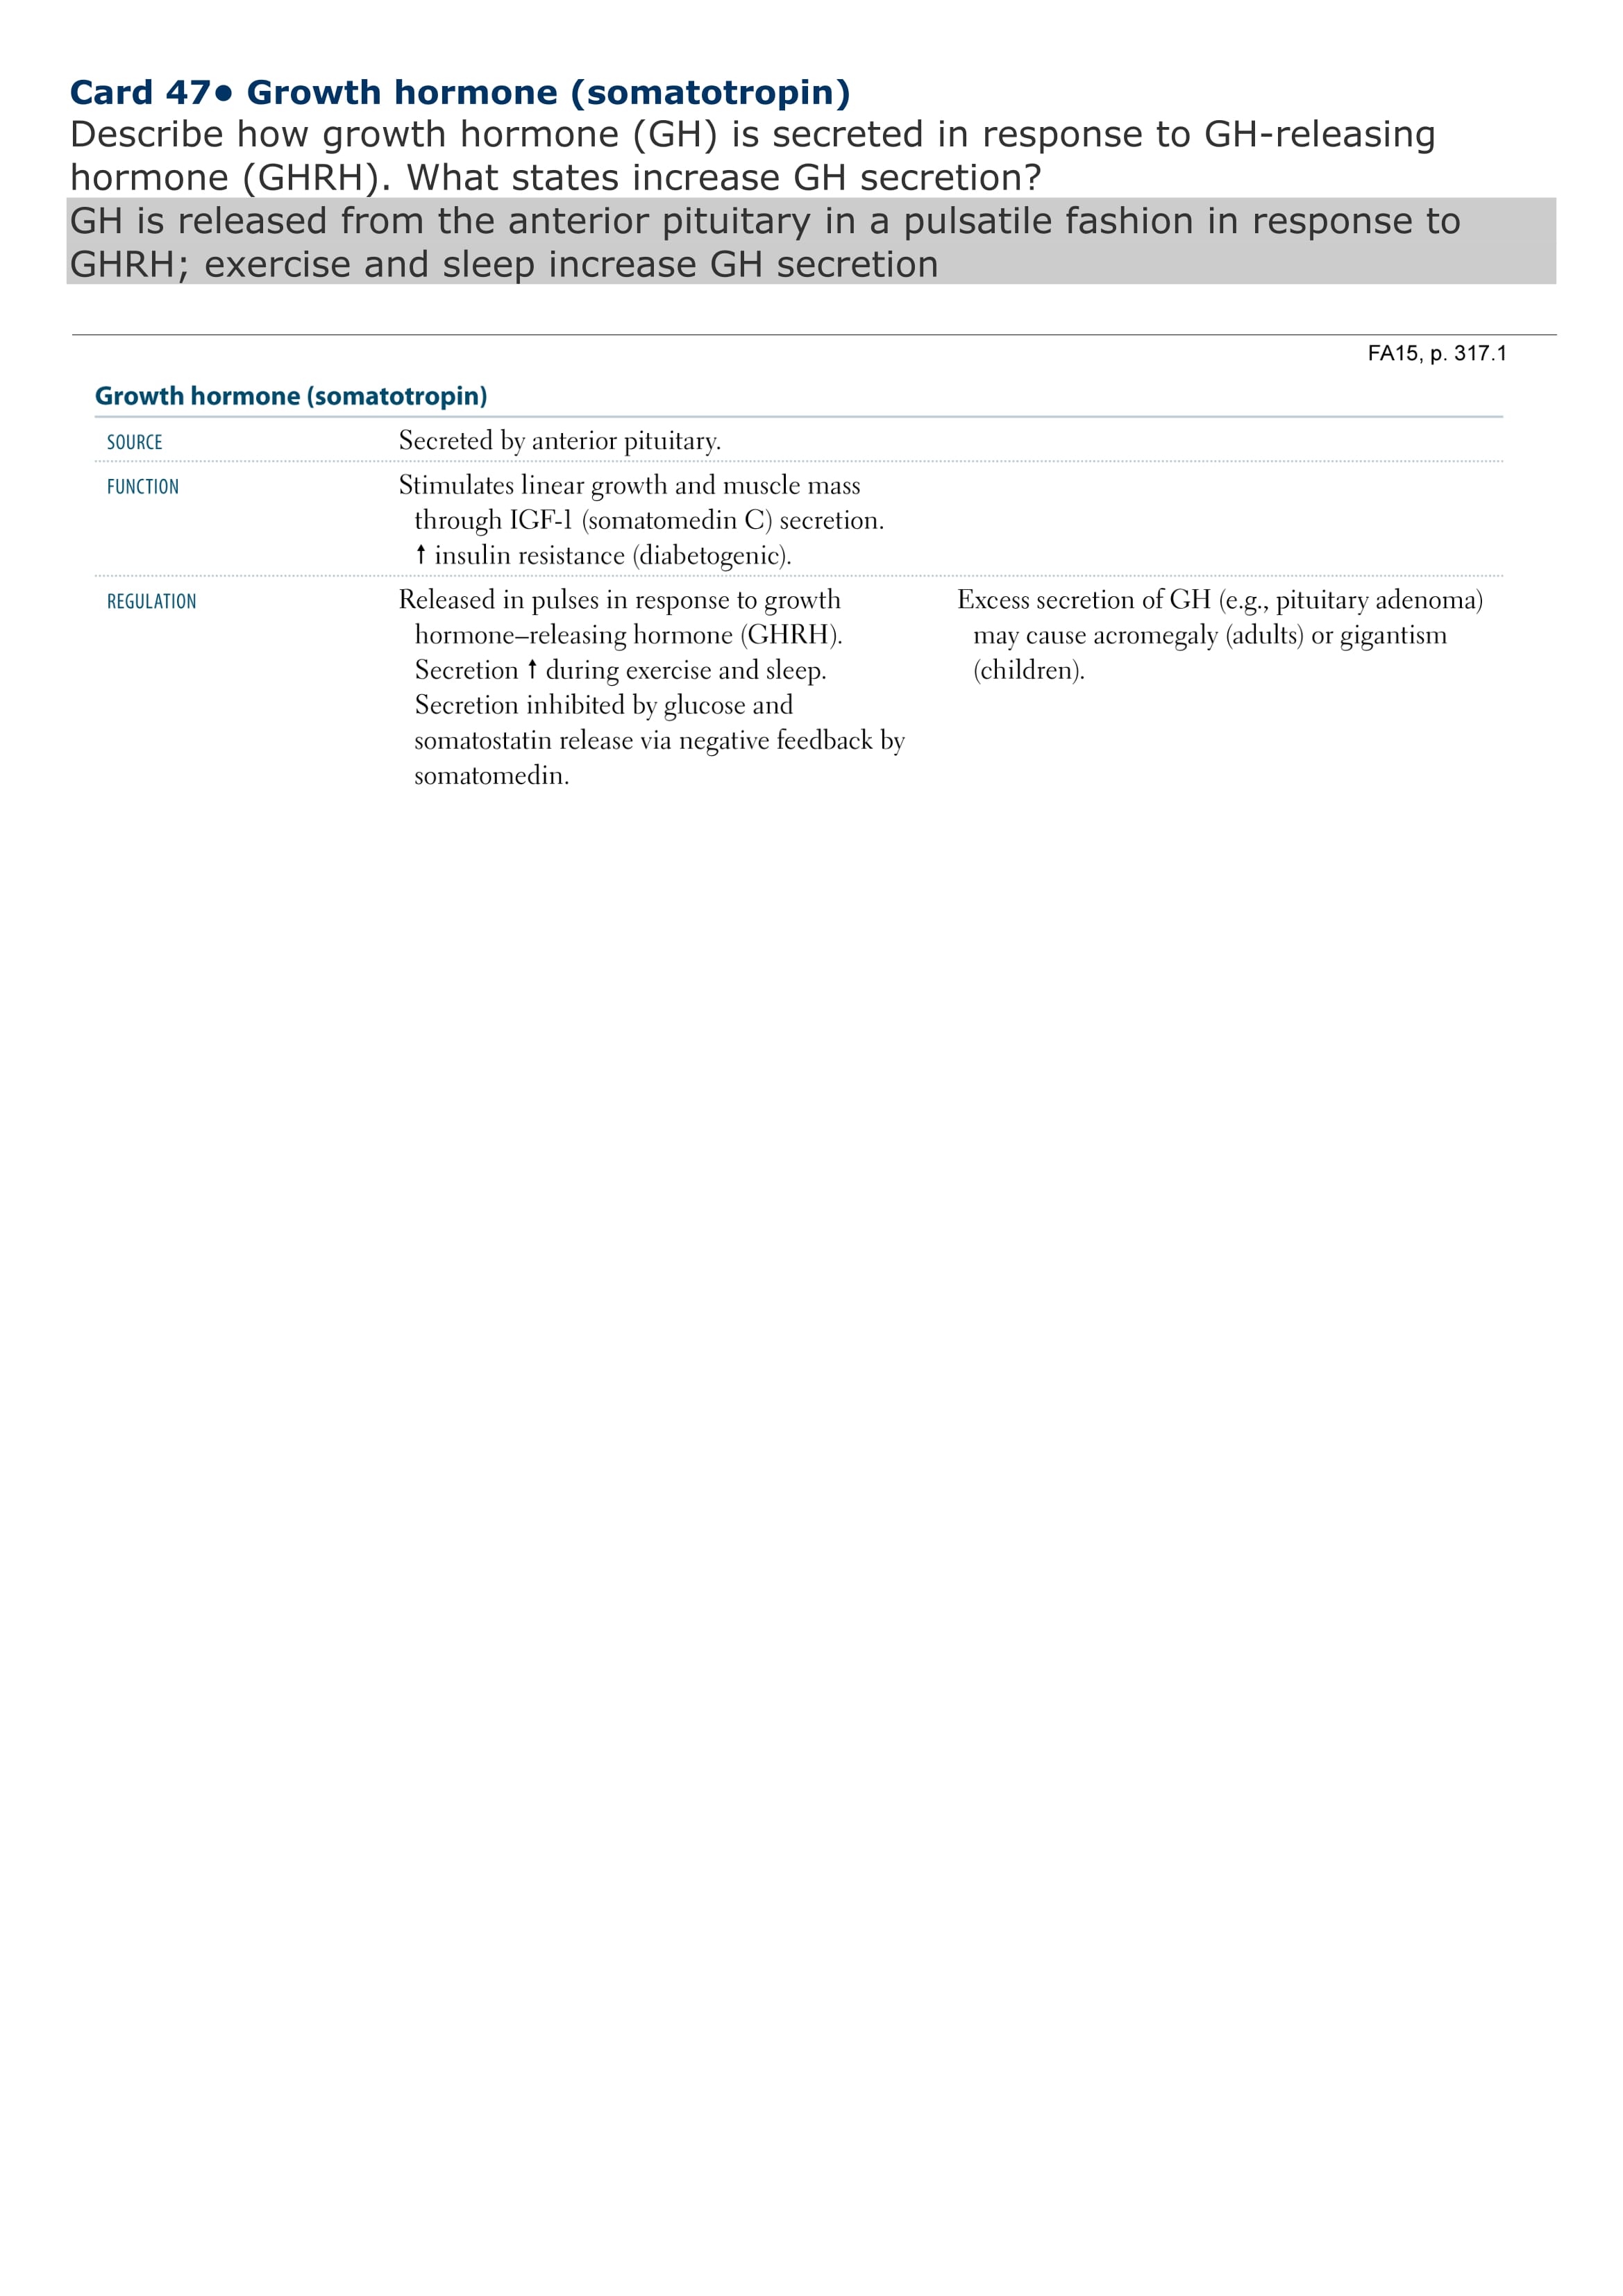 Card 47● Growth hormone (somatotropin)
Describe how growth hormone (GH) is secreted in response to GH-releasing
hormone (GHRH). What states increase GH secretion?
GH is released from the anterior pituitary in a pulsatile fashion in response to
GHRH; exercise and sleep increase GH secretion
FA15, p. 317.1
Growth hormone (somatotropin)
SOURCE
Secreted by anterior pituitary.
FUNCTION
Stimulates linear growth and muscle mass
through IGF-1 (somatomedin C) secretion.
↑ insulin resistance (diabetogenic).
REGULATION
Released in pulses in response to growth
hormone–releasing hormone (GHRH).
Secretion ↑ during exercise and sleep.
Secretion inhibited by glucose and
somatostatin release via negative feedback by
somatomedin.
Excess secretion of GH (e.g., pituitary adenoma)
may cause acromegaly (adults) or gigantism
(children).